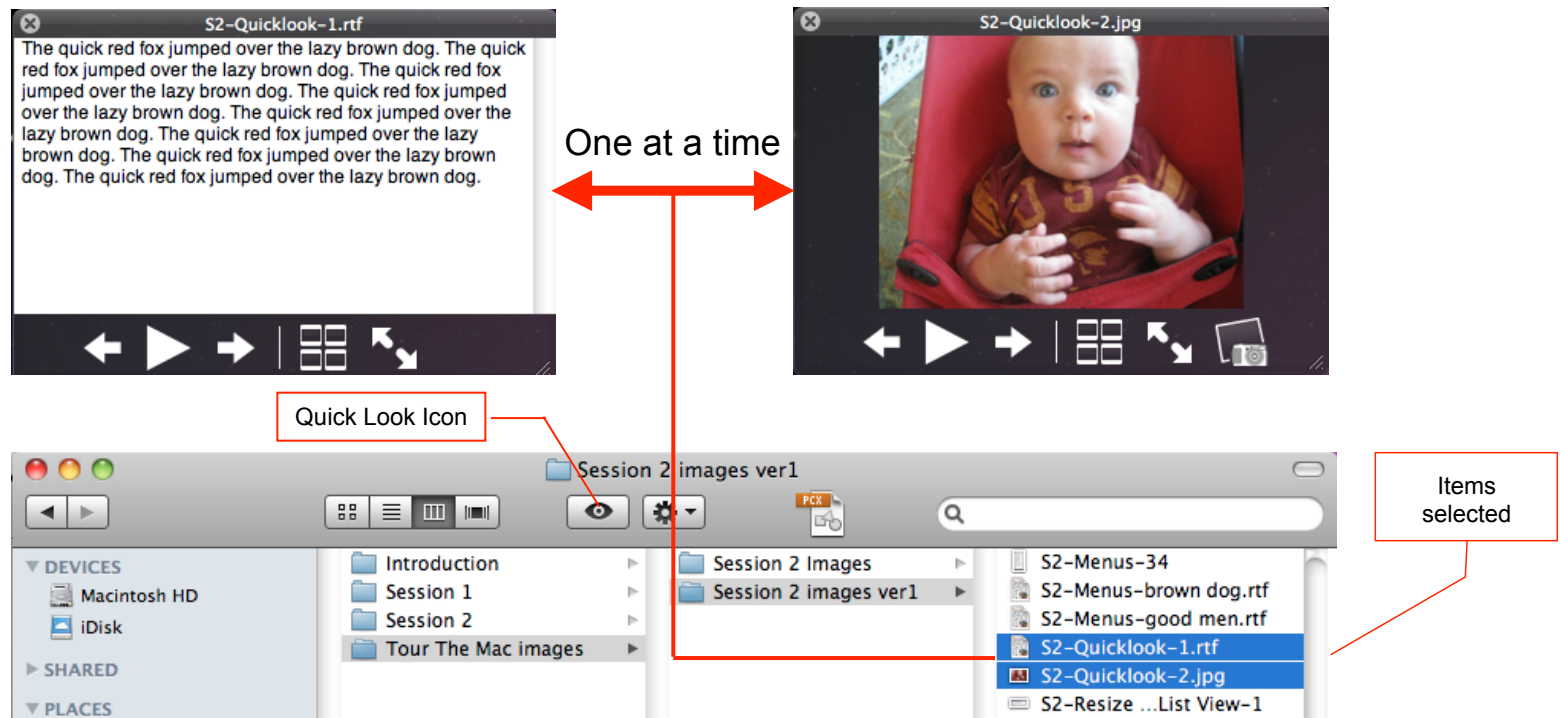 S2-Quicklook-1.rtf
The quick red fox jumped over the lazy brown dog. The quick
red fox jumped over the lazy brown dog. The quick red fox
jumped over the lazy brown dog. The quick red fox jumped
over the lazy brown dog. The quick red fox jumped over the
lazy brown dog. The quick red fox jumped over the lazy
brown dog. The quick red fox jumped over the lazy brown
dog. The quick red fox jumped over the lazy brown dog.
One at a time
S2-Quicklook-2.jpg
JSG
Quick Look Icon
Items
selected
Session 2 images ver1
PCX
DEVICES
Macintosh HD
iDisk
SHARED
PLACES
Introduction
Session 1
Session 2
Tour The Mac images
Session 2 Images
Session 2 images ver1
S2-Menus-34
S2-Menus-brown dog.rtf
S2-Menus-good men.rtf
S2-Quicklook-1.rtf
S2-Quicklook-2.jpg
S2-Resize ...List View-1